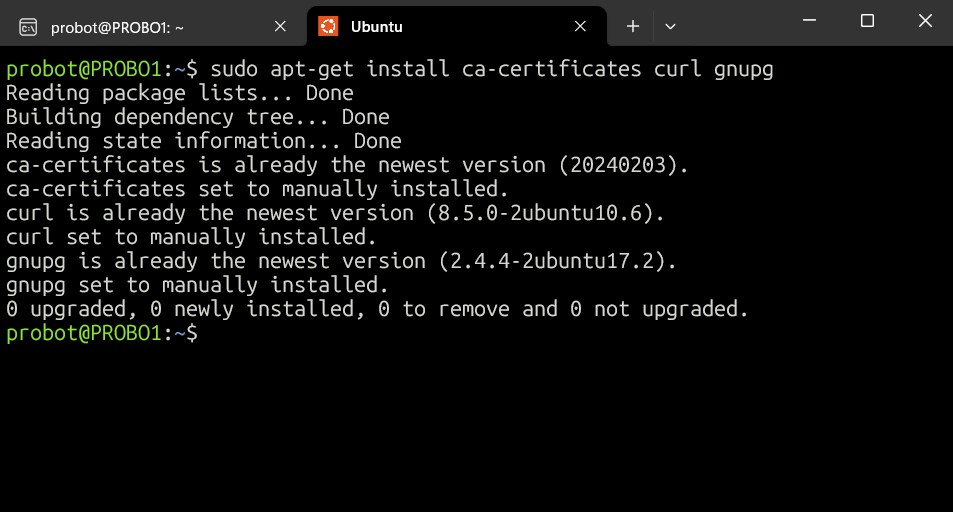 probot@PROBO1: ~
Ubuntu
probot@PROBO1:~$ sudo apt-get install ca-certificates curl gnupg
Reading package lists... Done
Building dependency tree... Done
Reading state information... Done
ca-certificates is already the newest version (20240203).
ca-certificates set to manually installed.
curl is already the newest version (8.5.0-2ubuntu10.6).
curl set to manually installed.
gnupg is already the newest version (2.4.4-2ubuntu17.2).
gnupg set to manually installed.
0 upgraded, 0 newly installed, 0 to remove and 0 not upgraded.
probot@PROBO1:~$